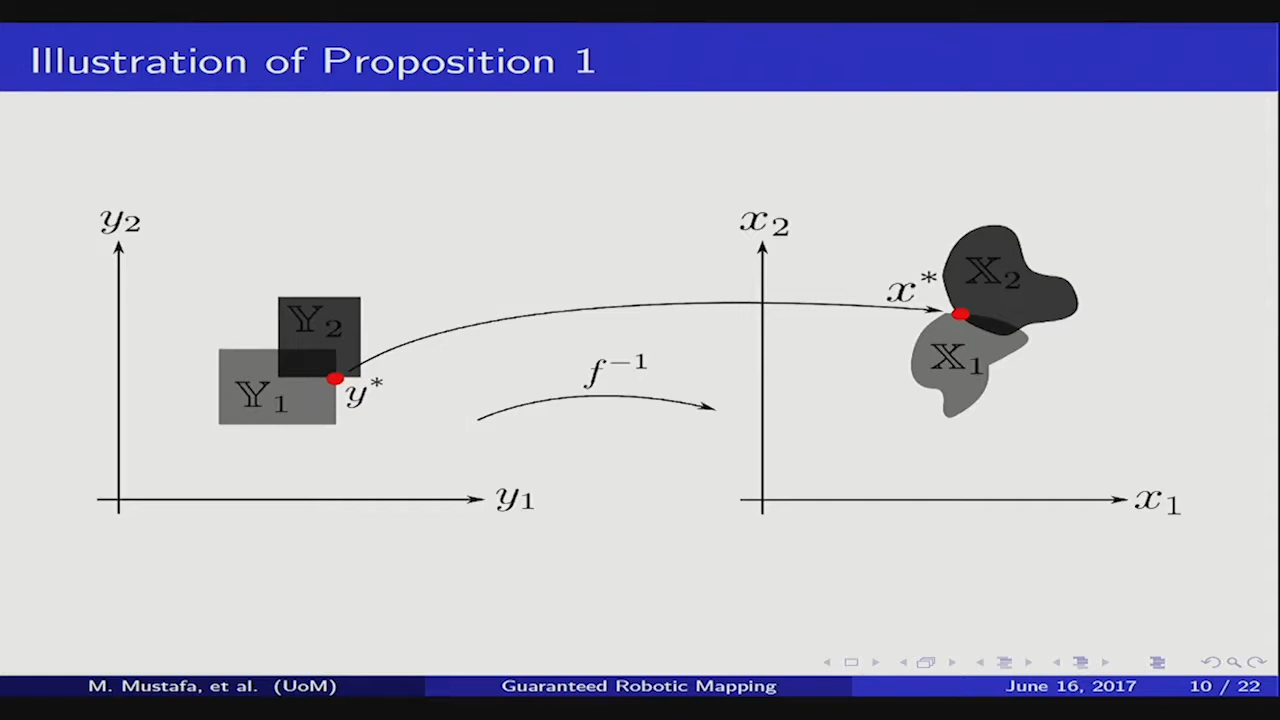 Illustration of Proposition 1
y₂
x₂
𝕐₂
𝕐₁
y*
f⁻¹
x*
𝕏₂
𝕏₁
y₁
x₁
M. Mustafa, et al. (UoM)
Guaranteed Robotic Mapping
June 16, 2017
10 / 22